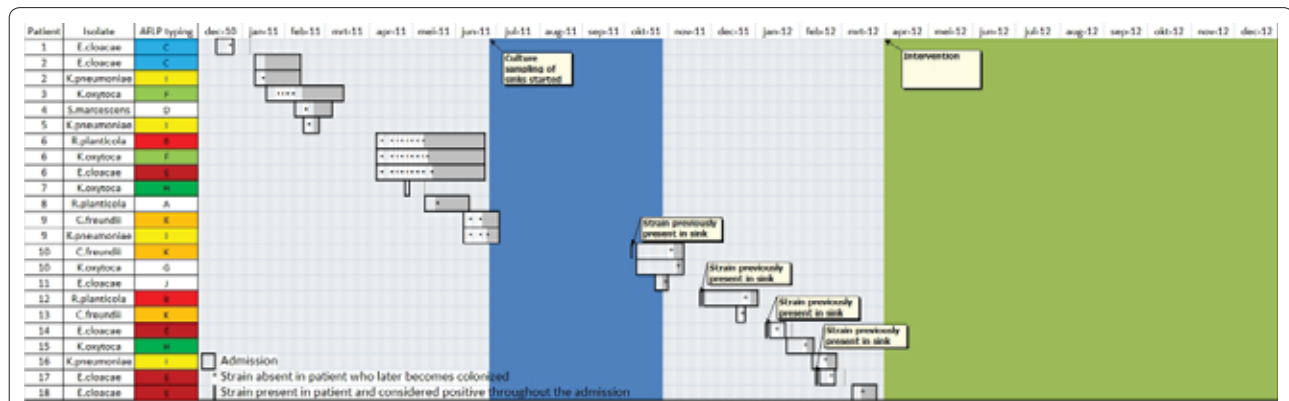 Patient Isolate AFLP typing dec-10 jan-11 feb-11 mrt-11 apr-11 mei-11 jun-11 jul-11 aug-11 sep-11 okt-11 nov-11 dec-11 jan-12 feb-12 mrt-12 apr-12 mei-12 jun-12 jul-12 aug-12 sep-12 okt-12 nov-12 dec-12
1 E.cloacae C
2 E.cloacae C
2 K.pneumoniae I
3 K.oxytoca F
4 S.marcescens D
5 K.pneumoniae I
6 R.planticola B
6 K.oxytoca F
6 E.cloacae E
7 K.oxytoca H
8 R.planticola A
9 C.freundii K
9 K.pneumoniae I
10 C.freundii K
10 K.oxytoca G
11 E.cloacae J
12 R.planticola B
13 C.freundii K
14 E.cloacae E
15 K.oxytoca H
16 K.pneumoniae I
17 E.cloacae E
18 E.cloacae E
Culture
sampling of
sinks started
Intervention
Strain previously
present in sink
Strain previously
present in sink
Strain previously
present in sink
Strain previously
present in sink
Admission
* Strain absent in patient who later becomes colonized
Strain present in patient and considered positive throughout the admission